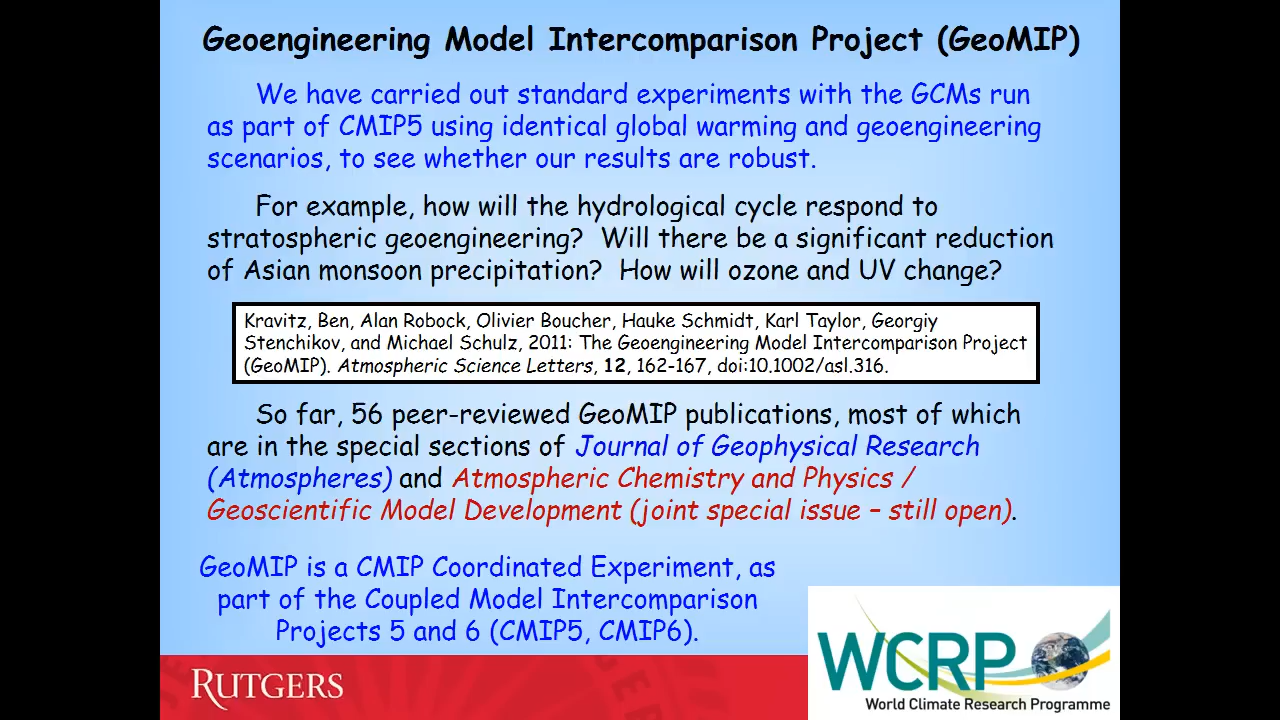 Geoengineering Model Intercomparison Project (GeoMIP)
We have carried out standard experiments with the GCMs run
as part of CMIP5 using identical global warming and geoengineering
scenarios, to see whether our results are robust.
For example, how will the hydrological cycle respond to
stratospheric geoengineering? Will there be a significant reduction
of Asian monsoon precipitation? How will ozone and UV change?
Kravitz, Ben, Alan Robock, Olivier Boucher, Hauke Schmidt, Karl Taylor, Georgiy
Stenchikov, and Michael Schulz, 2011: The Geoengineering Model Intercomparison Project
(GeoMIP). Atmospheric Science Letters, 12, 162-167, doi:10.1002/asl.316.
So far, 56 peer-reviewed GeoMIP publications, most of which
are in the special sections of Journal of Geophysical Research
(Atmospheres) and Atmospheric Chemistry and Physics /
Geoscientific Model Development (joint special issue – still open).
GeoMIP is a CMIP Coordinated Experiment, as
part of the Coupled Model Intercomparison
Projects 5 and 6 (CMIP5, CMIP6).
RUTGERS
WCRP
World Climate Research Programme